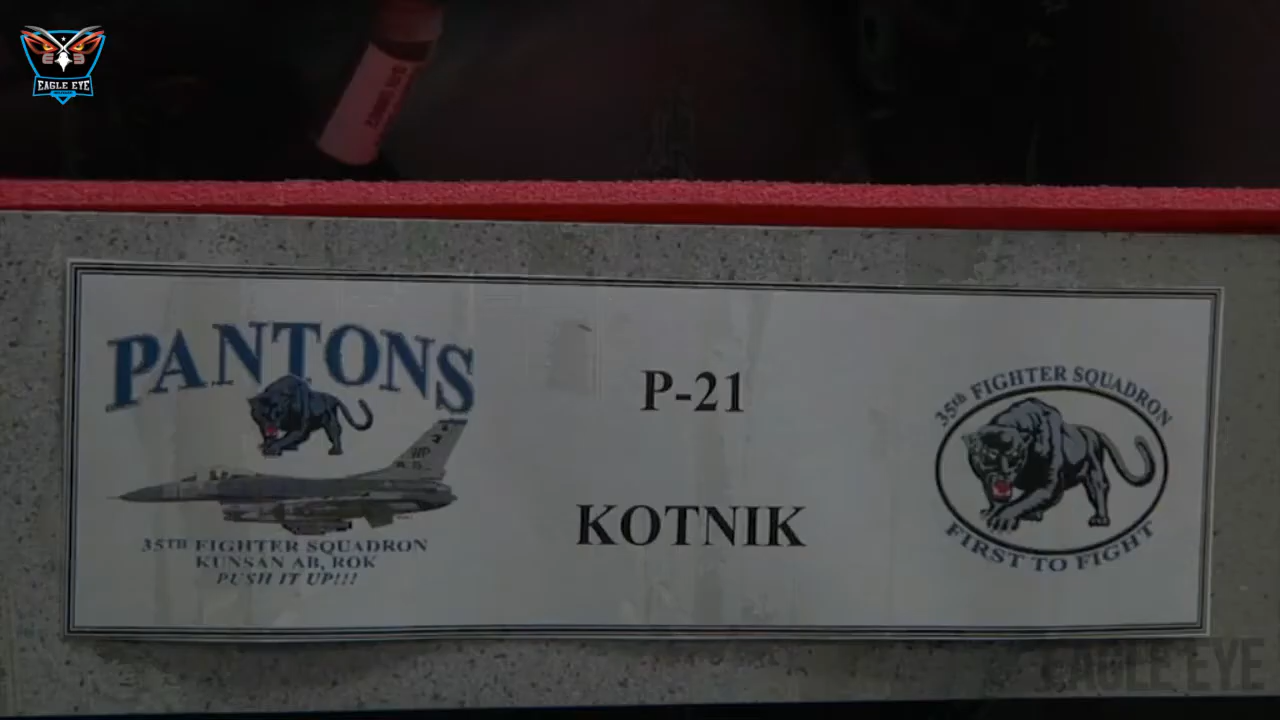 EAGLE EYE
PANTONS
WP
35TH FIGHTER SQUADRON
KUNSAN AB, ROK
PUSH IT UP!!!
P-21
KOTNIK
35th FIGHTER SQUADRON
FIRST TO FIGHT
EAGLE EYE